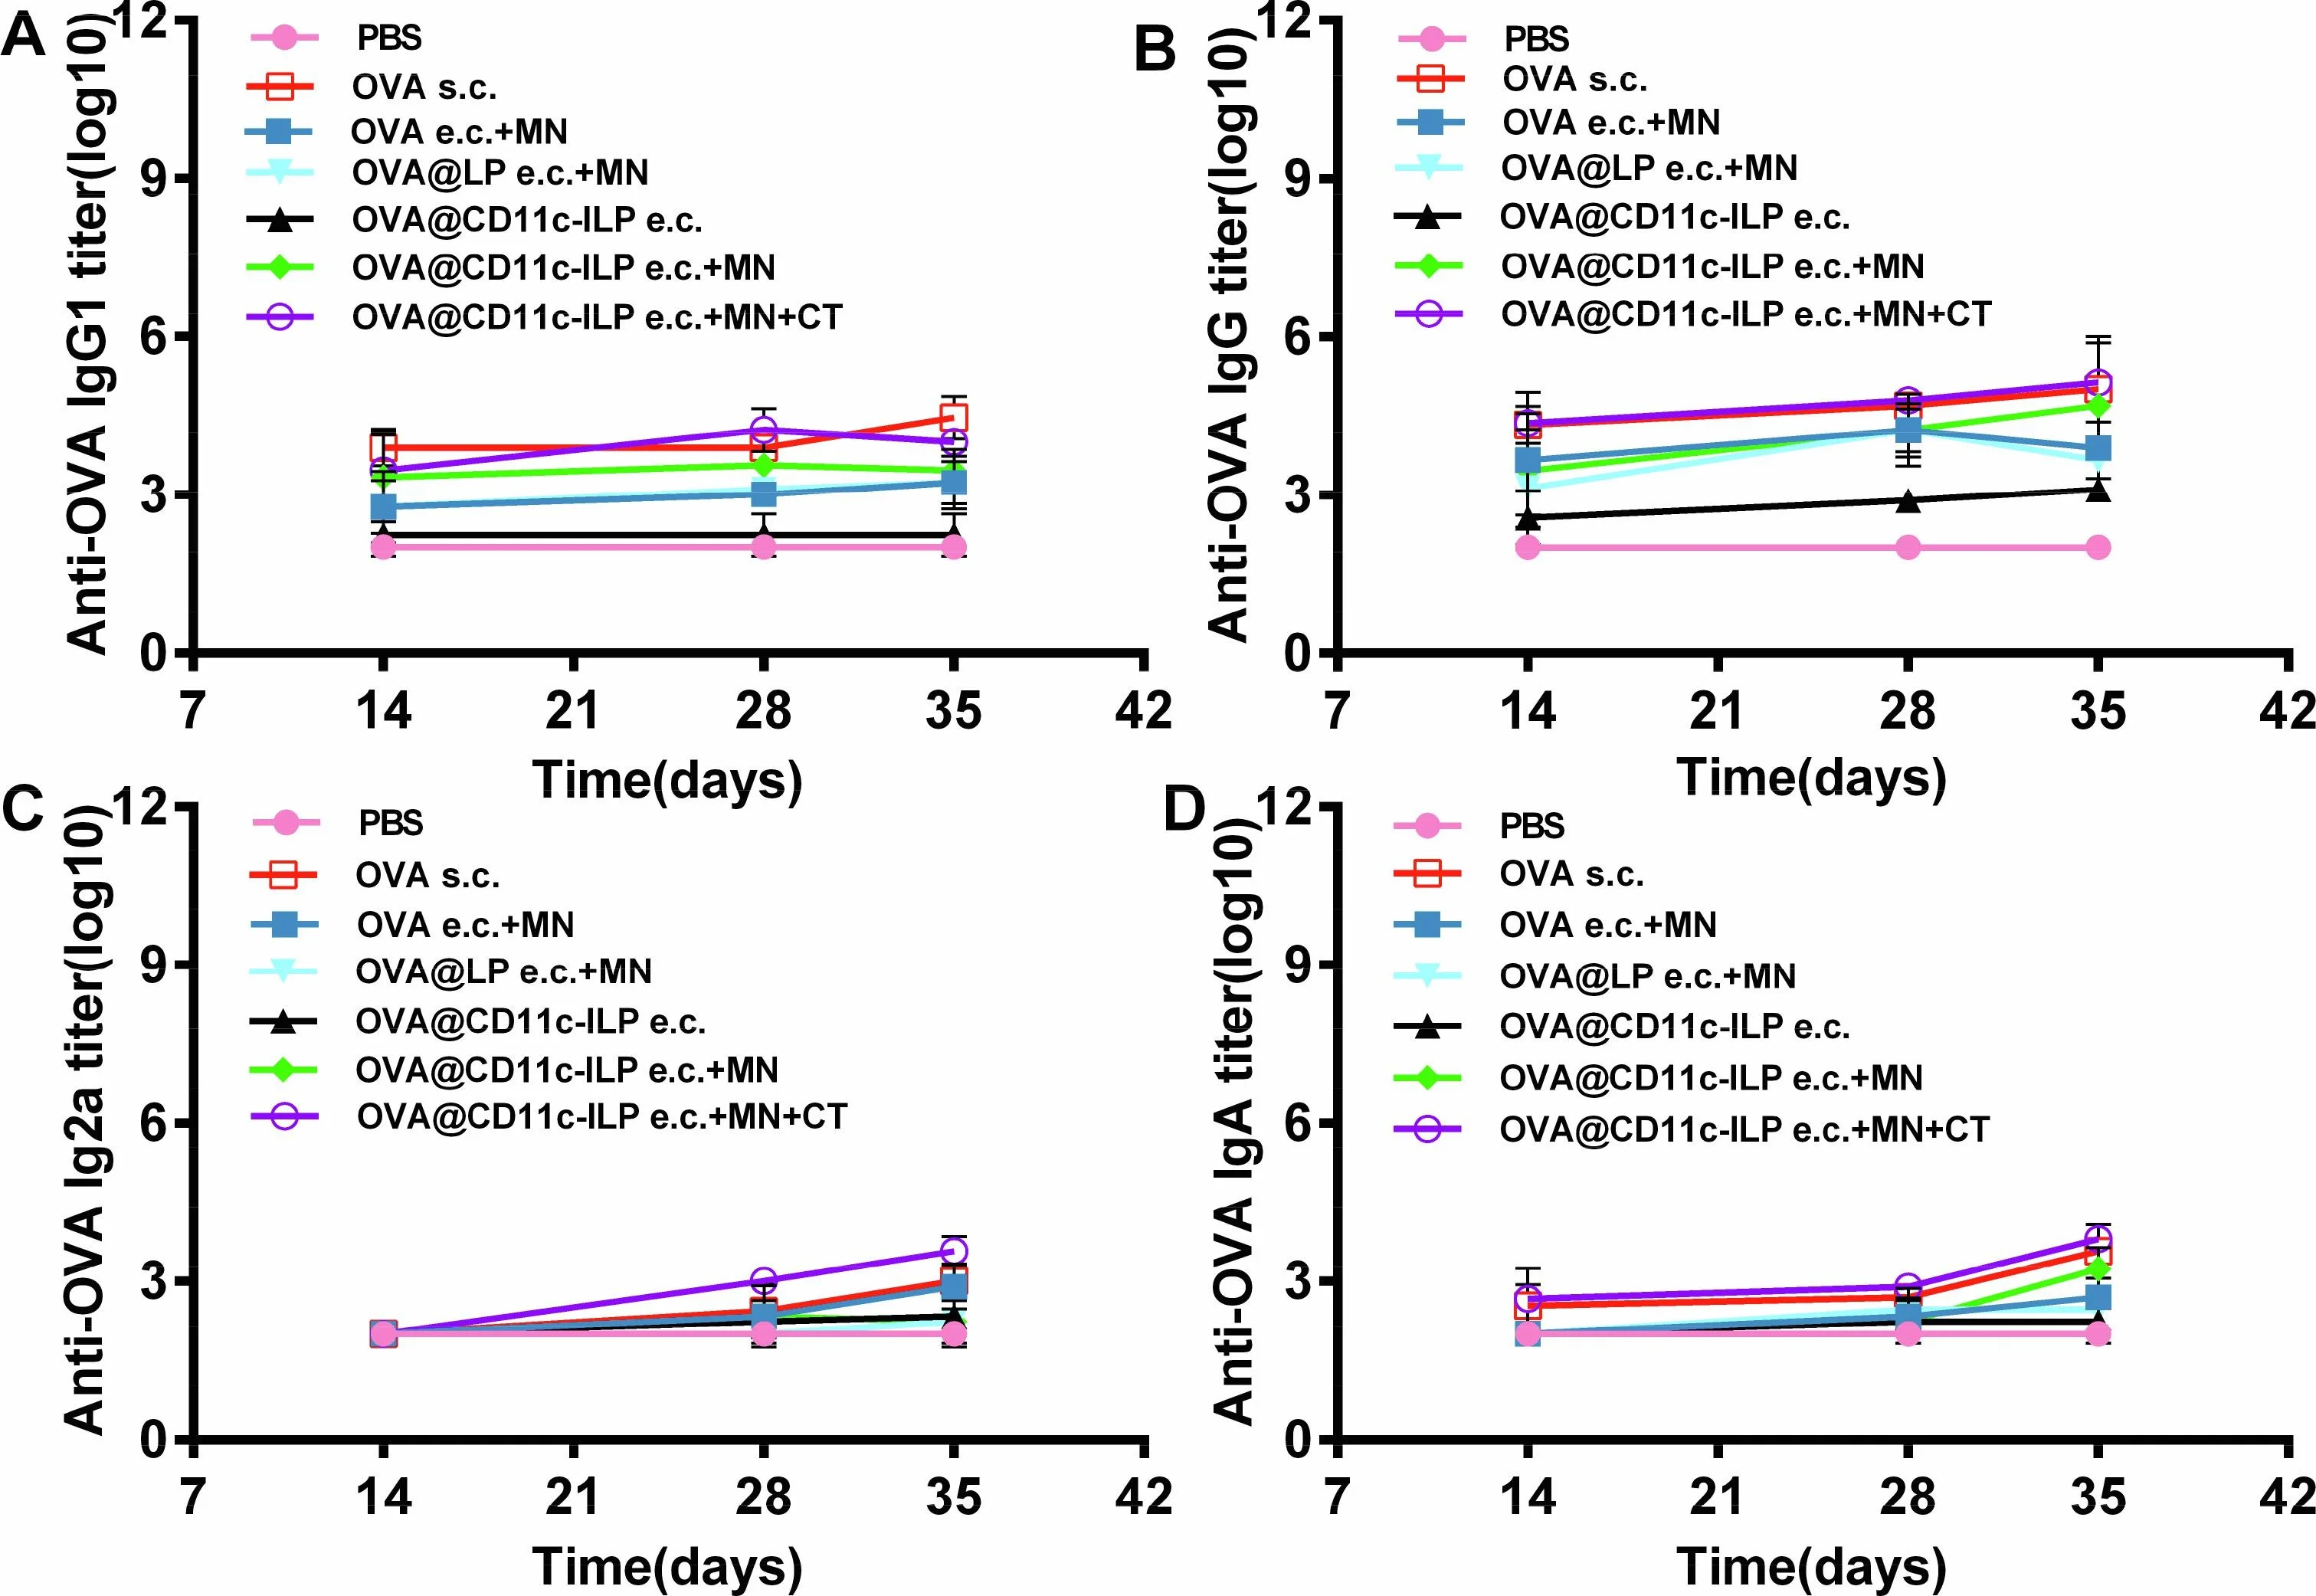 A
Anti-OVA IgG1 titer(log10)
12
9
6
3
0
PBS
OVA s.c.
OVA e.c.+MN
OVA@LP e.c.+MN
OVA@CD11c-ILP e.c.
OVA@CD11c-ILP e.c.+MN
OVA@CD11c-ILP e.c.+MN+CT
7 14 21 28 35 42
Time(days)
B
Anti-OVA IgG titer(log10)
12
9
6
3
0
PBS
OVA s.c.
OVA e.c.+MN
OVA@LP e.c.+MN
OVA@CD11c-ILP e.c.
OVA@CD11c-ILP e.c.+MN
OVA@CD11c-ILP e.c.+MN+CT
7 14 21 28 35 42
Time(days)
C
Anti-OVA Ig2a titer(log10)
12
9
6
3
0
PBS
OVA s.c.
OVA e.c.+MN
OVA@LP e.c.+MN
OVA@CD11c-ILP e.c.
OVA@CD11c-ILP e.c.+MN
OVA@CD11c-ILP e.c.+MN+CT
7 14 21 28 35 42
Time(days)
D
Anti-OVA IgA titer(log10)
12
9
6
3
0
PBS
OVA s.c.
OVA e.c.+MN
OVA@LP e.c.+MN
OVA@CD11c-ILP e.c.
OVA@CD11c-ILP e.c.+MN
OVA@CD11c-ILP e.c.+MN+CT
7 14 21 28 35 42
Time(days)